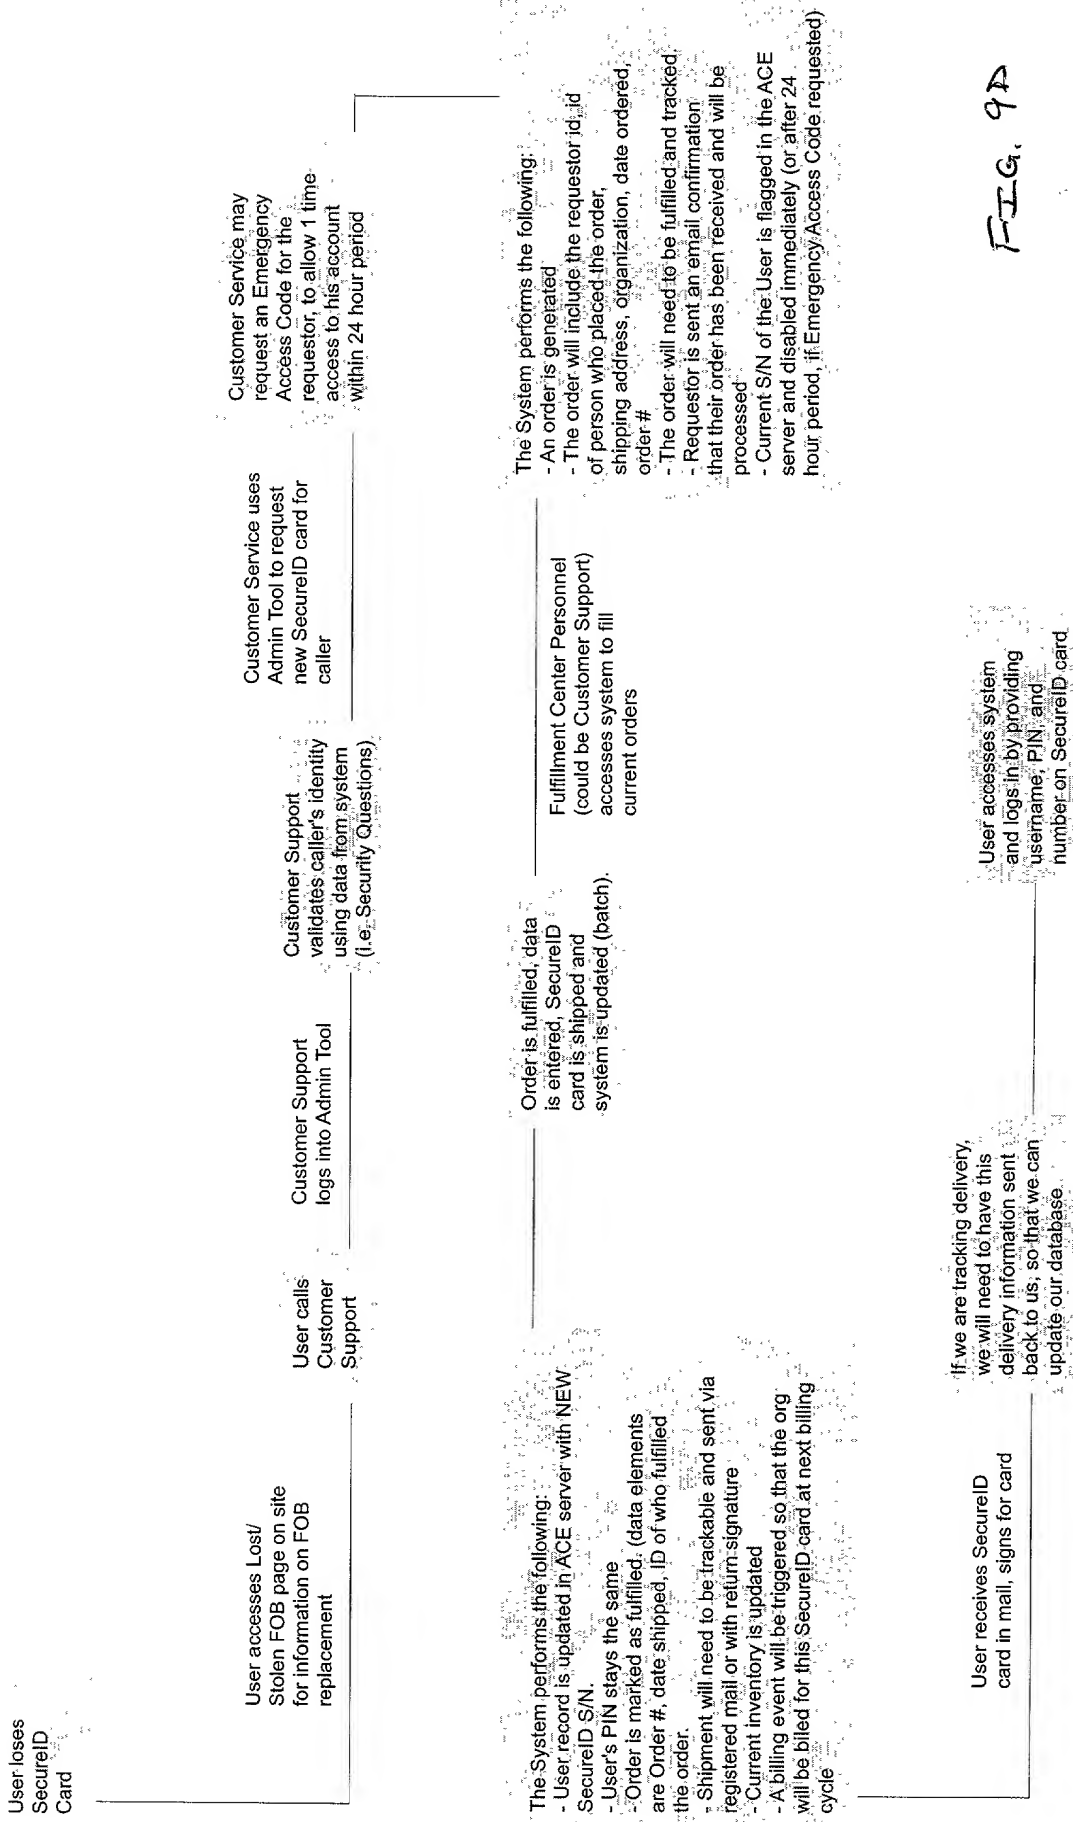 User loses
SecureID
Card
User accesses Lost/
Stolen FOB page on site
for information on FOB
replacement
User calls
Customer
Support
Customer Support
logs into Admin Tool
Customer Support
validates caller's identity
using data from system
(i.e. Security Questions)
Customer Service uses
Admin Tool to request
new SecureID card for
caller
Customer Service may
request an Emergency
Access Code for the
requestor, to allow 1 time
access to his account
within 24 hour period
The System performs the following:
- An order is generated
- The order will include the requestor id, id
of person who placed the order,
shipping address, organization, date ordered,
order #
- The order will need to be fulfilled and tracked.
- Requestor is sent an email confirmation
that their order has been received and will be
processed
- Current S/N of the User is flagged in the ACE
server and disabled immediately (or after 24
hour period, if Emergency Access Code requested)
Fulfillment Center Personnel
(could be Customer Support)
accesses system to fill
current orders
Order is fulfilled, data
is entered, SecureID
card is shipped and
system is updated (batch).
The System performs the following:
- User record is updated in ACE server with NEW
SecureID S/N.
- User's PIN stays the same
- Order is marked as fulfilled. (data elements
are Order #, date shipped, ID of who fulfilled
the order.
- Shipment will need to be trackable and sent via
registered mail or with return signature
- Current inventory is updated
- A billing event will be triggered so that the org
will be biled for this SecureID card at next billing
cycle
User receives SecureID
card in mail, signs for card
If we are tracking delivery,
we will need to have this
delivery information sent
back to us, so that we can
update our database.
User accesses system
and logs in by providing
username, PIN, and
number on SecureID card.
FIG. 9D